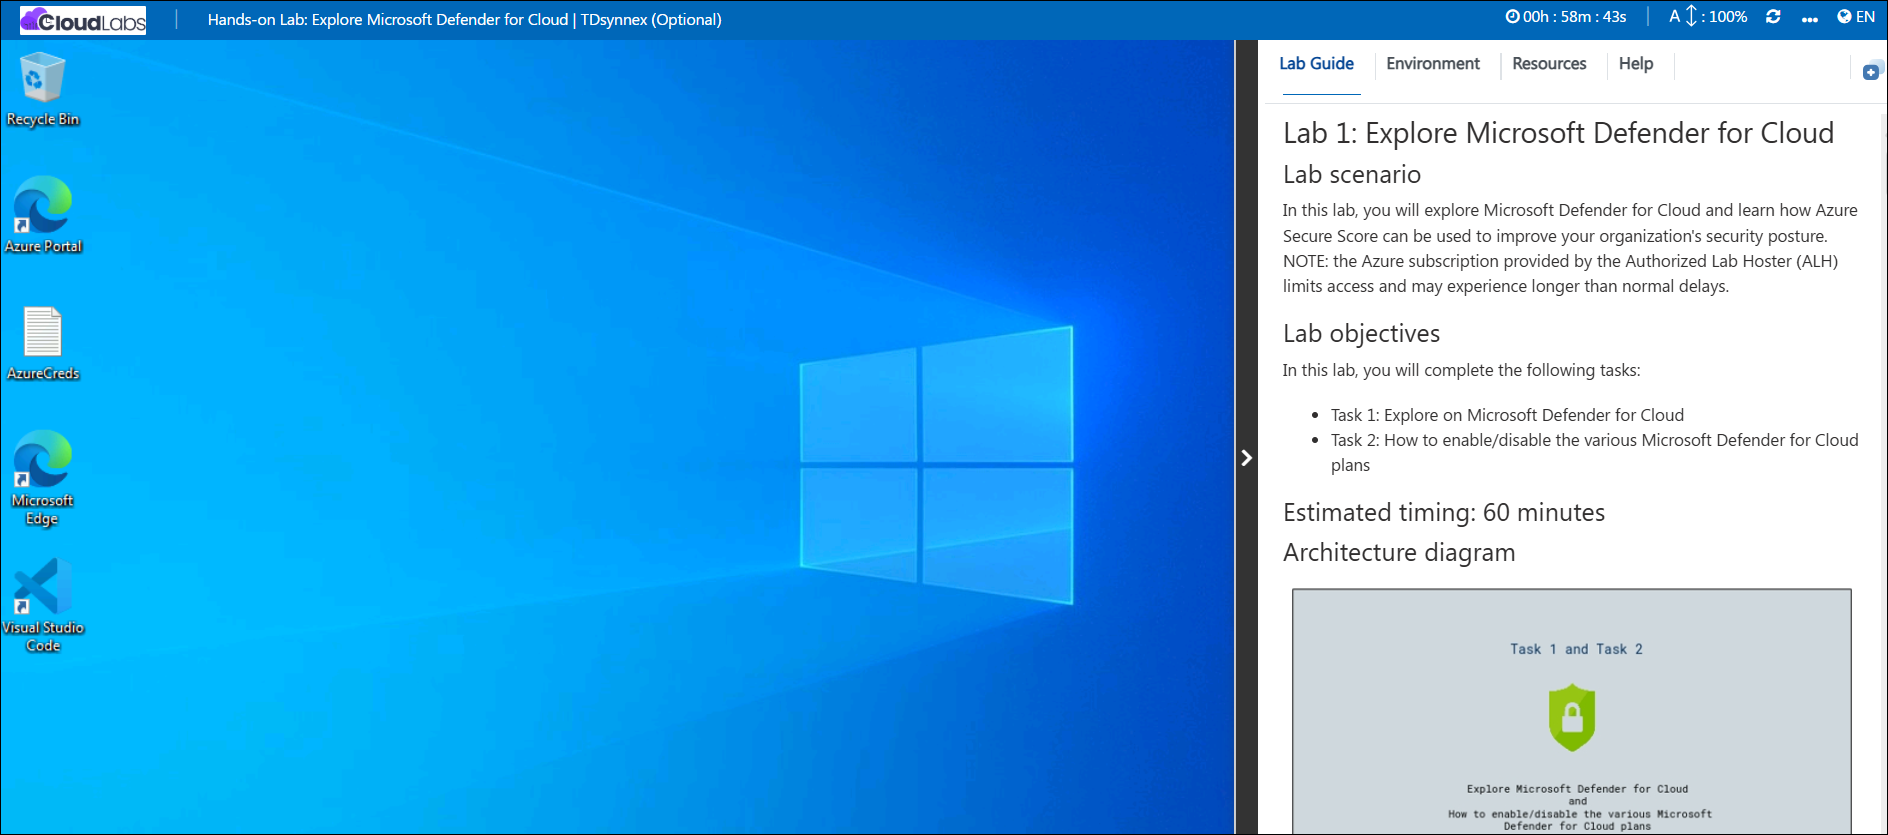 CloudLabs
Hands-on Lab: Explore Microsoft Defender for Cloud | TDsynnex (Optional)
00h : 58m : 43s
A : 100%
EN
Recycle Bin
Azure Portal
AzureCreds
Microsoft
Edge
Visual Studio
Code
Lab Guide
Environment
Resources
Help
Lab 1: Explore Microsoft Defender for Cloud
Lab scenario
In this lab, you will explore Microsoft Defender for Cloud and learn how Azure
Secure Score can be used to improve your organization's security posture.
NOTE: the Azure subscription provided by the Authorized Lab Hoster (ALH)
limits access and may experience longer than normal delays.
Lab objectives
In this lab, you will complete the following tasks:
• Task 1: Explore on Microsoft Defender for Cloud
• Task 2: How to enable/disable the various Microsoft Defender for Cloud
plans
Estimated timing: 60 minutes
Architecture diagram
Task 1 and Task 2
Explore Microsoft Defender for Cloud
and
How to enable/disable the various Microsoft
Defender for Cloud plans